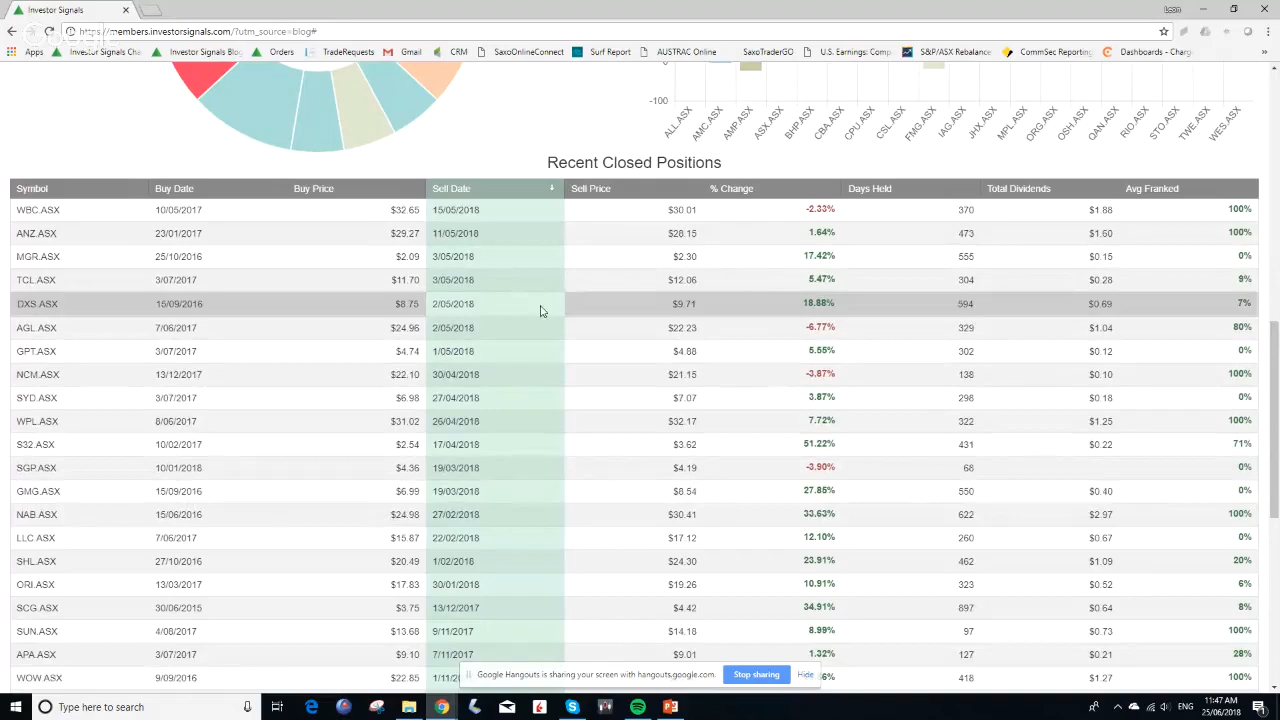 Investor Signals
https://members.investorsignals.com/?utm_source=blog#
Apps Investor Signals Investor Signals Orders TradeRequests Gmail CRM SaxoOnlineConnect Surf Report AUSTRAC Online SaxoTraderGO U.S. Earnings: Comp S&P/ASX Rebalance CommSec Reporting Dashboards - Charg
-100
ALL.ASX AMC.ASX AMP.ASX ASX.ASX BHP.ASX CBA.ASX CPU.ASX CSL.ASX FMG.ASX IAG.ASX JHX.ASX MPL.ASX ORG.ASX OSH.ASX QAN.ASX RIO.ASX STO.ASX TWE.ASX WES.ASX
Recent Closed Positions
Symbol Buy Date Buy Price Sell Date Sell Price % Change Days Held Total Dividends Avg Franked
WBC.ASX 10/05/2017 $32.65 15/05/2018 $30.01 -2.33% 370 $1.88 100%
ANZ.ASX 23/01/2017 $29.27 11/05/2018 $28.15 1.64% 473 $1.60 100%
MGR.ASX 25/10/2016 $2.09 3/05/2018 $2.30 17.42% 555 $0.15 0%
TCL.ASX 3/07/2017 $11.70 3/05/2018 $12.06 5.47% 304 $0.28 9%
DXS.ASX 15/09/2016 $8.75 2/05/2018 $9.71 18.88% 594 $0.69 7%
AGL.ASX 7/06/2017 $24.96 2/05/2018 $22.23 -6.77% 329 $1.04 80%
GPT.ASX 3/07/2017 $4.74 1/05/2018 $4.88 5.55% 302 $0.12 0%
NCM.ASX 13/12/2017 $22.10 30/04/2018 $21.15 -3.87% 138 $0.10 100%
SYD.ASX 3/07/2017 $6.98 27/04/2018 $7.07 3.87% 298 $0.18 0%
WPL.ASX 8/06/2017 $31.02 26/04/2018 $32.17 7.72% 322 $1.25 100%
S32.ASX 10/02/2017 $2.54 17/04/2018 $3.62 51.22% 431 $0.22 71%
SGP.ASX 10/01/2018 $4.36 19/03/2018 $4.19 -3.90% 68 0%
GMG.ASX 15/09/2016 $6.99 19/03/2018 $8.54 27.85% 550 $0.40 0%
NAB.ASX 15/06/2016 $24.98 27/02/2018 $30.41 33.63% 622 $2.97 100%
LLC.ASX 7/06/2017 $15.87 22/02/2018 $17.12 12.10% 260 $0.67 0%
SHL.ASX 27/10/2016 $20.49 1/02/2018 $24.30 23.91% 462 $1.09 20%
ORI.ASX 13/03/2017 $17.83 30/01/2018 $19.26 10.91% 323 $0.52 6%
SCG.ASX 30/06/2015 $3.75 13/12/2017 $4.42 34.91% 897 $0.64 8%
SUN.ASX 4/08/2017 $13.68 9/11/2017 $14.18 8.99% 97 $0.73 100%
APA.ASX 3/07/2017 $9.10 7/11/2017 $9.01 1.32% 127 $0.21 28%
WOW.ASX 9/09/2016 $22.85 418 $1.27 100%
Google Hangouts is sharing your screen with hangouts.google.com. Stop sharing Hide
Type here to search
11:47 AM
25/06/2018